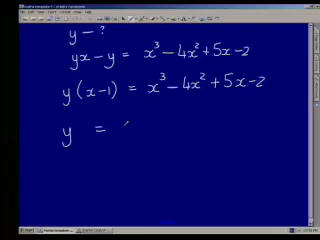 y - ?
yx - y = x³ - 4x² + 5x - 2
y (x-1) = x³ - 4x² + 5x - 2
y =